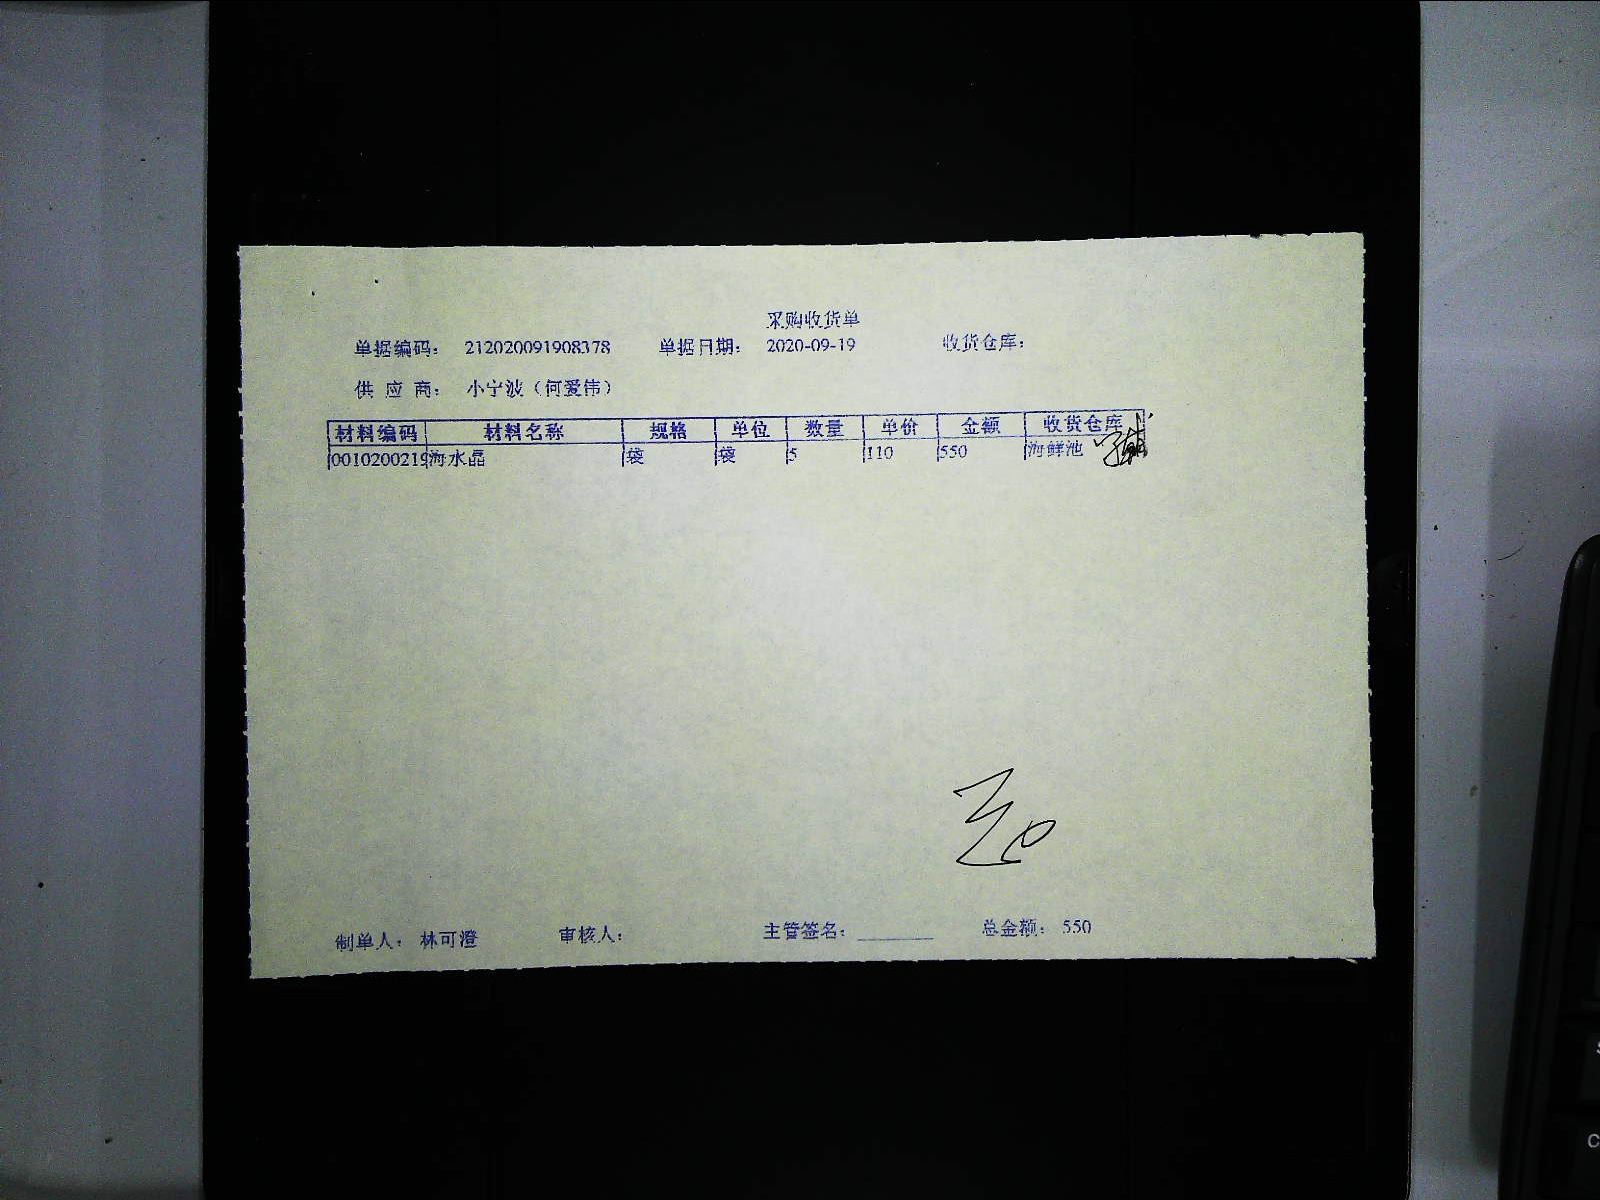 采购收货单
单据编码： 212020091908378 单据日期： 2020-09-19 收货仓库：
供 应 商： 小宁波（何爱伟）
材料编码 材料名称 规格 单位 数量 单价 金额 收货仓库
0010200219 海水晶 袋 袋 5 110 550 海鲜池
制单人： 林可澄 审核人： 主管签名： 总金额： 550